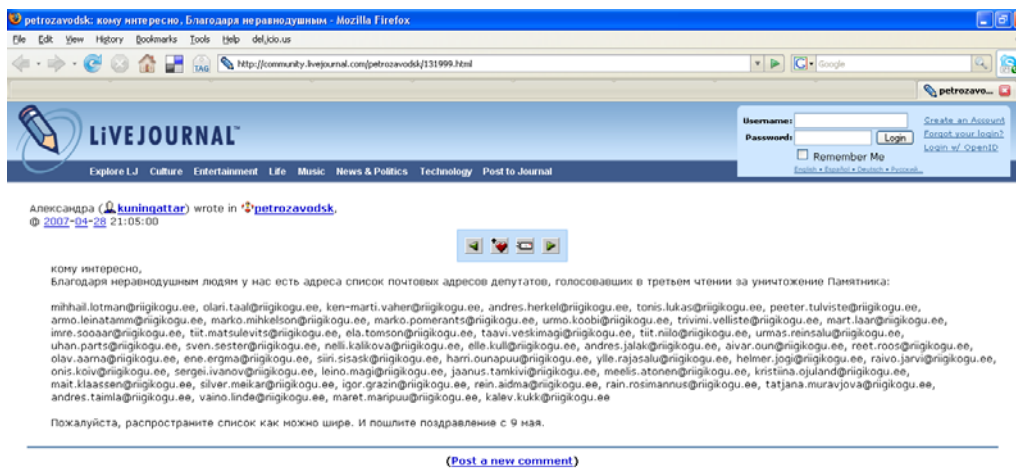 petrozavodsk: кому интересно, Благодаря неравнодушным - Mozilla Firefox
File Edit View History Bookmarks Tools Help del.icio.us
TAG http://community.livejournal.com/petrozavodsk/131999.html Google
petrozavo...
LiVEJOURNAL™
Username: Create an Account
Password: Login Forgot your login?
Login w/ OpenID
Remember Me
English • Español • Deutsch • Русский...
Explore LJ Culture Entertainment Life Music News & Politics Technology Post to Journal
Александра (kuningattar) wrote in petrozavodsk,
@ 2007-04-28 21:05:00
кому интересно,
Благодаря неравнодушным людям у нас есть адреса список почтовых адресов депутатов, голосовавших в третьем чтении за уничтожение Памятника:
mihhail.lotman@riigikogu.ee, olari.taal@riigikogu.ee, ken-marti.vaher@riigikogu.ee, andres.herkel@riigikogu.ee, tonis.lukas@riigikogu.ee, peeter.tulviste@riigikogu.ee,
armo.leinatamm@riigikogu.ee, marko.mihkelson@riigikogu.ee, marko.pomerants@riigikogu.ee, urmo.koobi@riigikogu.ee, trivimi.velliste@riigikogu.ee, mart.laar@riigikogu.ee,
imre.sooaar@riigikogu.ee, tiit.matsulevits@riigikogu.ee, ela.tomson@riigikogu.ee, taavi.veskimagi@riigikogu.ee, tiit.niilo@riigikogu.ee, urmas.reinsalu@riigikogu.ee,
uhan.parts@riigikogu.ee, sven.sester@riigikogu.ee, nelli.kalikova@riigikogu.ee, elle.kull@riigikogu.ee, andres.jalak@riigikogu.ee, aivar.oun@riigikogu.ee, reet.roos@riigikogu.ee,
olav.aarna@riigikogu.ee, ene.ergma@riigikogu.ee, siiri.sisask@riigikogu.ee, harri.ounapuu@riigikogu.ee, ylle.rajasalu@riigikogu.ee, helmer.jogi@riigikogu.ee, raivo.jarvi@riigikogu.ee,
onis.koiv@riigikogu.ee, sergei.ivanov@riigikogu.ee, leino.magi@riigikogu.ee, jaanus.tamkivi@riigikogu.ee, meelis.atonen@riigikogu.ee, kristiina.ojuland@riigikogu.ee,
mait.klaassen@riigikogu.ee, silver.meikar@riigikogu.ee, igor.grazin@riigikogu.ee, rein.aidma@riigikogu.ee, rain.rosimannus@riigikogu.ee, tatjana.muravjova@riigikogu.ee,
andres.taimla@riigikogu.ee, vaino.linde@riigikogu.ee, maret.maripuu@riigikogu.ee, kalev.kukk@riigikogu.ee
Пожалуйста, распространите список как можно шире. И пошлите поздравление с 9 мая.
(Post a new comment)